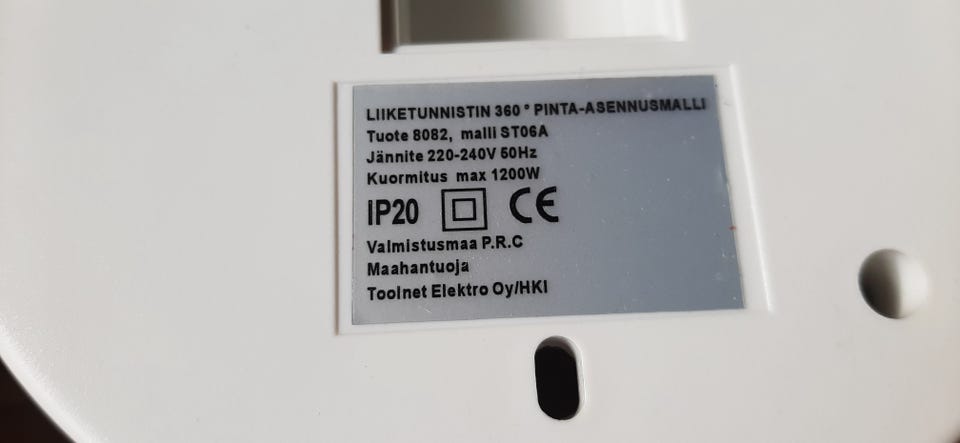 LIIKETUNNISTIN 360° PINTA-ASENNUSMALLI
Tuote 8082, malli ST06A
Jännite 220-240V 50Hz
Kuormitus max 1200W
IP20 CE
Valmistusmaa P.R.C
Maahantuoja
Toolnet Elektro Oy/HKI